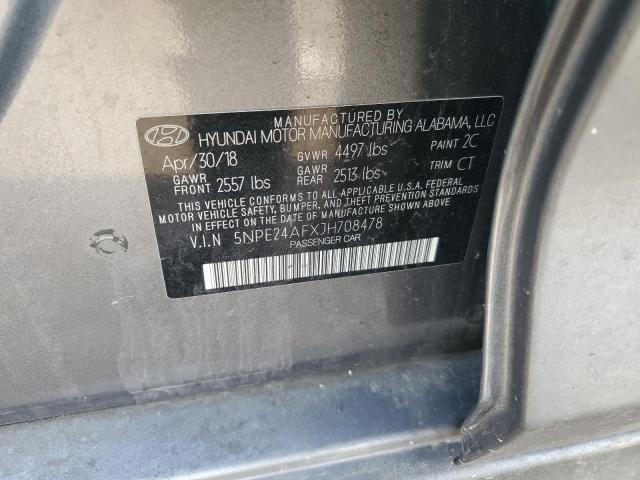 MANUFACTURED BY
HYUNDAI MOTOR MANUFACTURING ALABAMA, LLC
Apr/30/18 GVWR 4497 lbs PAINT 2C
GAWR FRONT 2557 lbs GAWR REAR 2513 lbs TRIM CT
THIS VEHICLE CONFORMS TO ALL APPLICABLE U.S.A. FEDERAL
MOTOR VEHICLE SAFETY, BUMPER, AND THEFT PREVENTION STANDARDS
IN EFFECT ON THE DATE OF MANUFACTURE SHOWN ABOVE.
V.I.N 5NPE24AFXJH708478
PASSENGER CAR